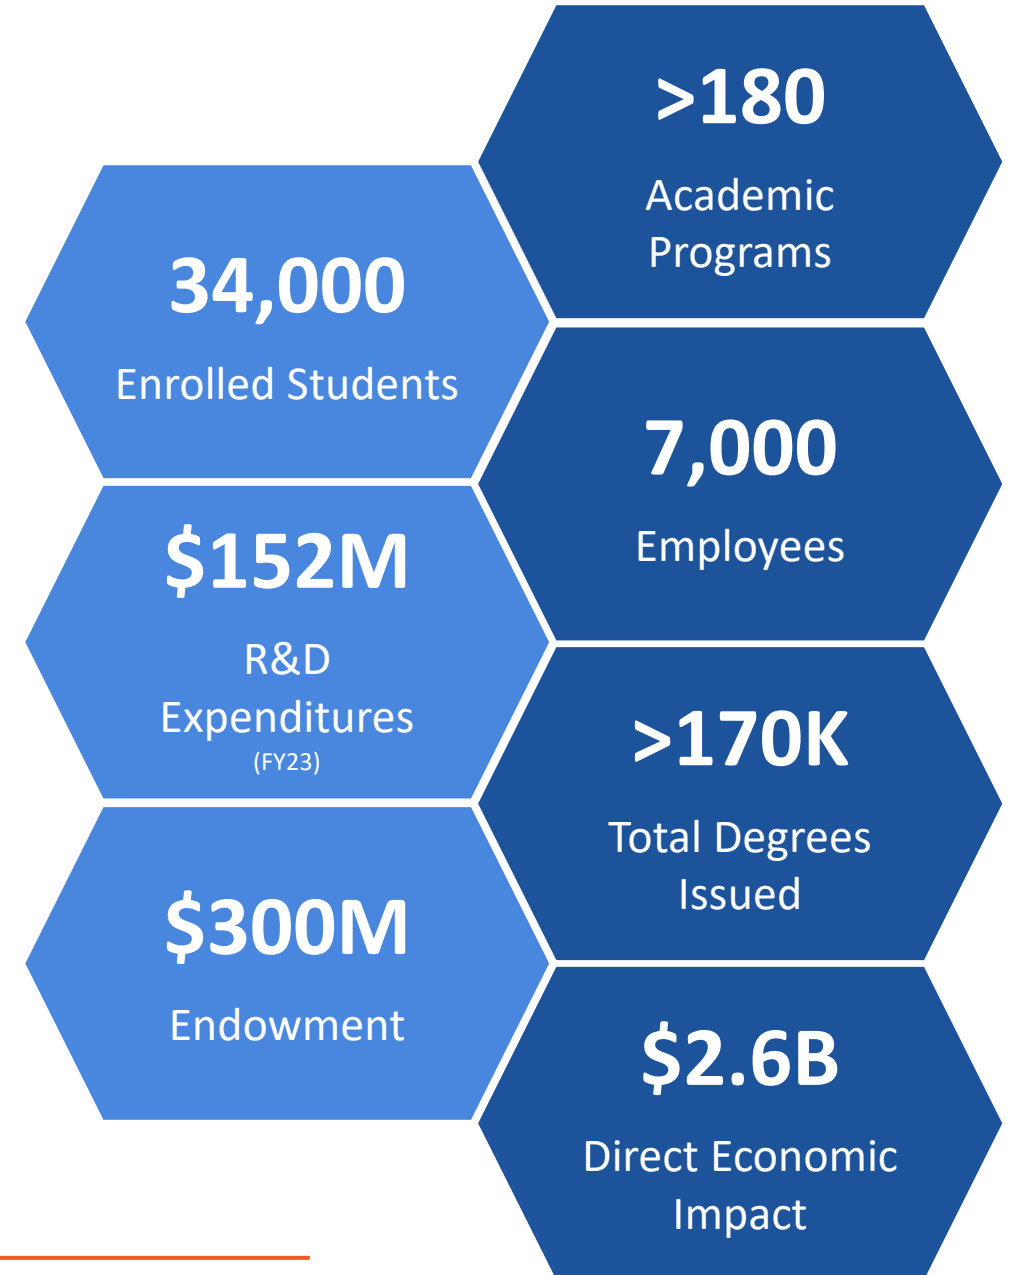 >180
Academic
Programs
34,000
Enrolled Students
7,000
Employees
$152M
R&D
Expenditures
(FY23)
>170K
Total Degrees
Issued
$300M
Endowment
$2.6B
Direct Economic
Impact